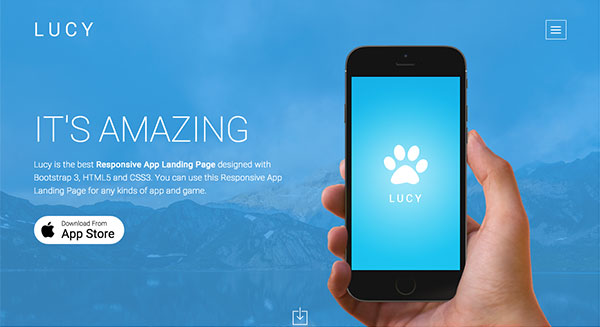 LUCY
IT'S AMAZING
Lucy is the best Responsive App Landing Page designed with
Bootstrap 3, HTML5 and CSS3. You can use this Responsive App
Landing Page for any kinds of app and game.
Download From
App Store
LUCY